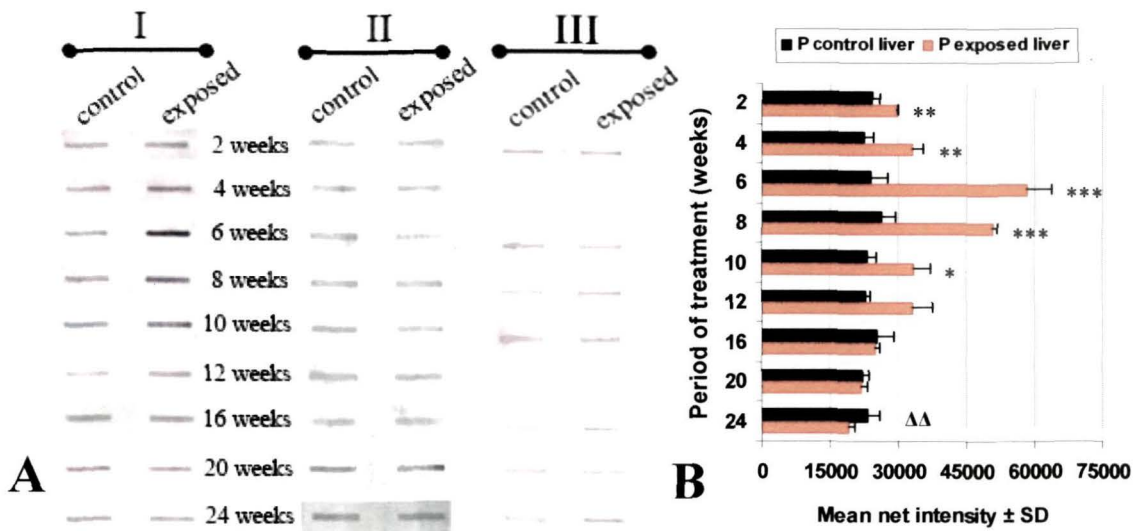 I II III
control exposed control exposed control exposed
2 weeks
4 weeks
6 weeks
8 weeks
10 weeks
12 weeks
16 weeks
20 weeks
24 weeks
A
P control liver P exposed liver
Period of treatment (weeks)
2 **
4 **
6 ***
8 ***
10 *
12
16
20
24 ΔΔ
0 15000 30000 45000 60000 75000
Mean net intensity ± SD
B